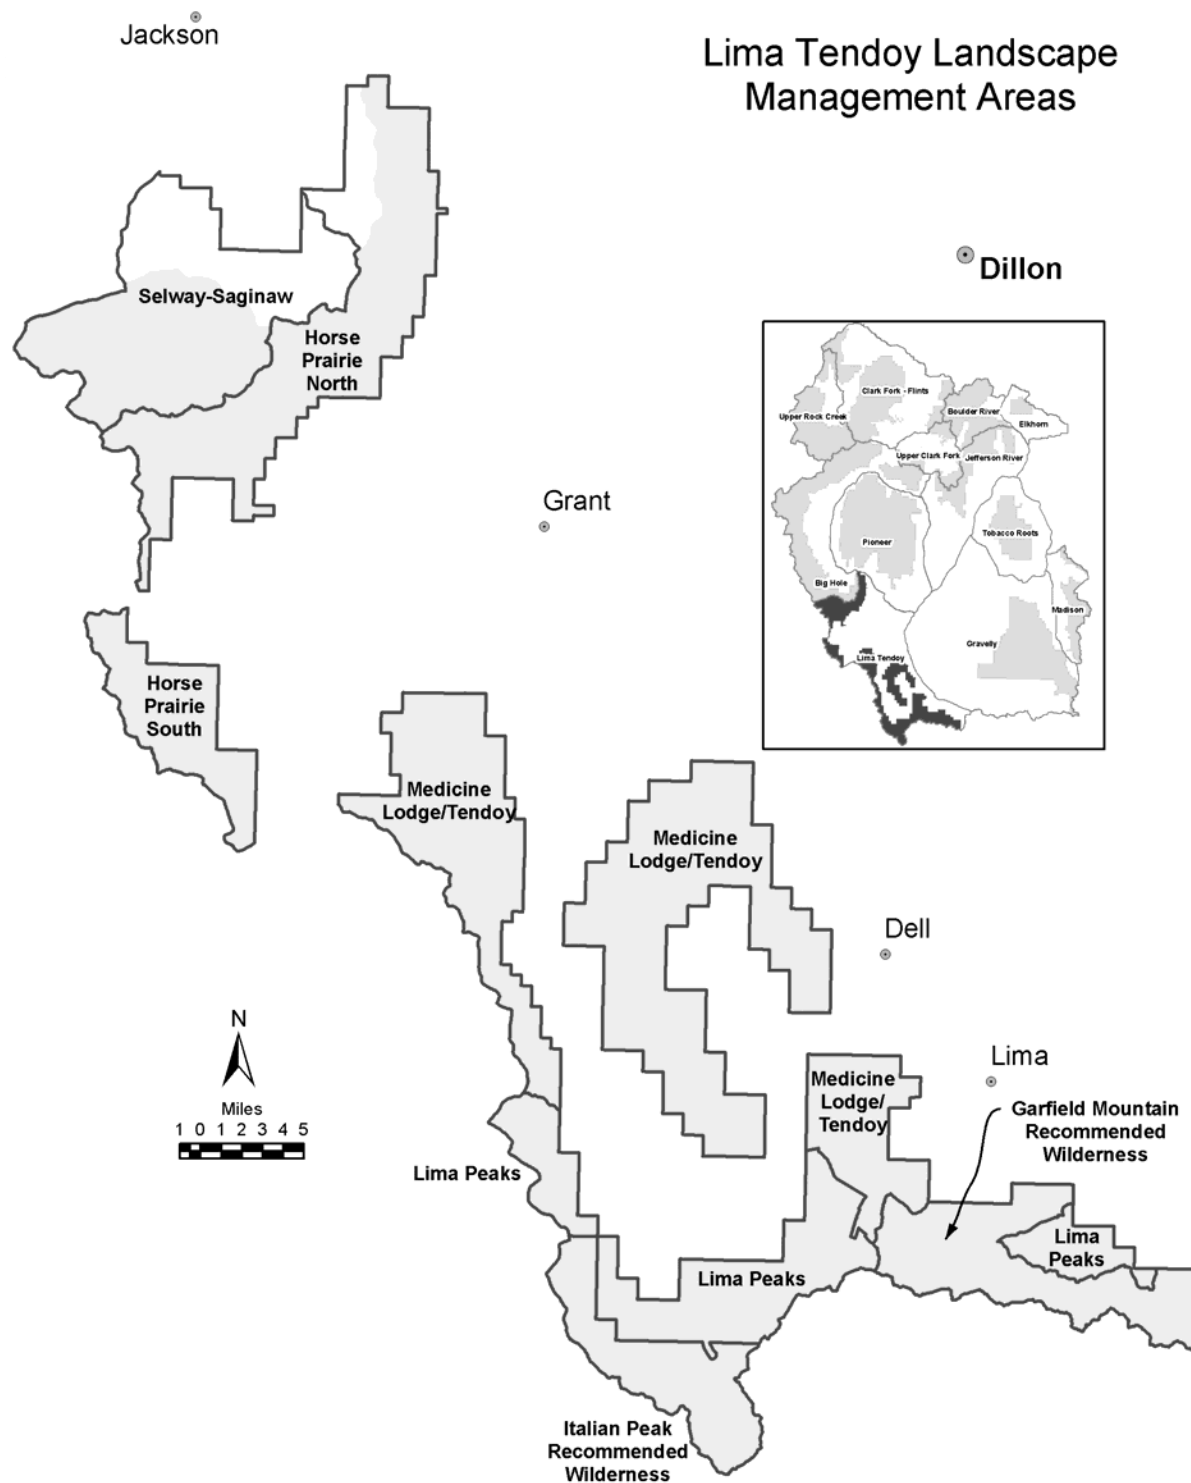 Jackson
Lima Tendoy Landscape
Management Areas
Dillon
Selway-Saginaw
Horse
Prairie
North
Clark Fork - Flints
Upper Rock Creek
Boulder River
Elkhorn
Upper Clark Fork
Jefferson River
Tobacco Roots
Pioneer
Big Hole
Madison
Gravelly
Lima Tendoy
Grant
Horse
Prairie
South
Medicine
Lodge/Tendoy
Medicine
Lodge/Tendoy
Dell
N
Miles
1 0 1 2 3 4 5
Lima
Medicine
Lodge/
Tendoy
Garfield Mountain
Recommended
Wilderness
Lima Peaks
Lima
Peaks
Lima Peaks
Italian Peak
Recommended
Wilderness